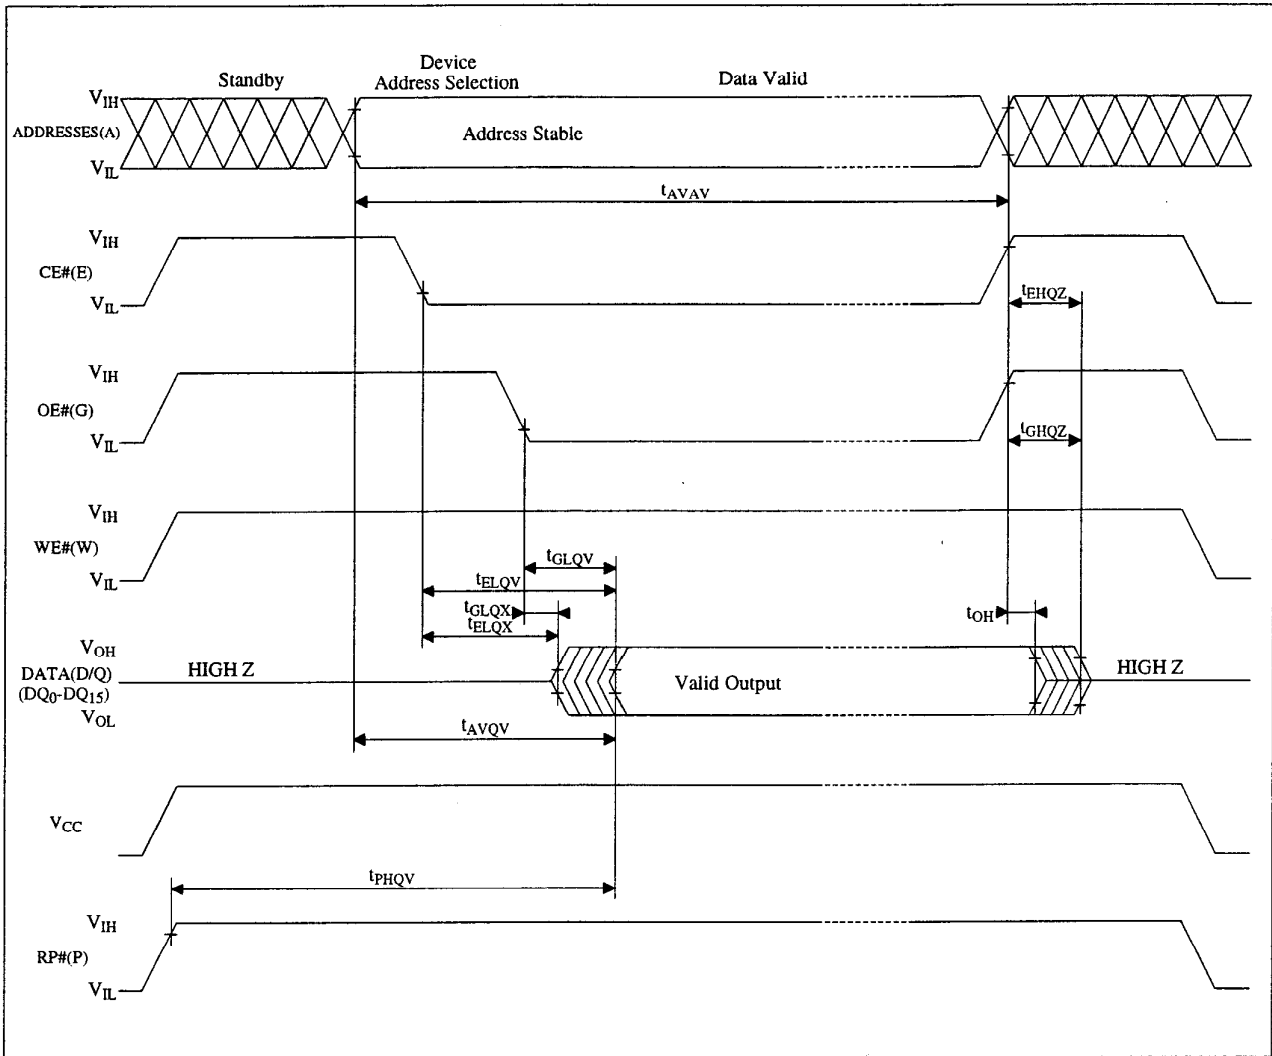 Standby
Device
Address Selection
Data Valid
VIH
ADDRESSES(A)
VIL
Address Stable
tAVAV
VIH
CE#(E)
VIL
tEHQZ
VIH
OE#(G)
VIL
tGHQZ
VIH
WE#(W)
VIL
tGLQV
tELQV
tGLQX
tELQX
tOH
VOH
DATA(D/Q)
(DQ0-DQ15)
VOL
HIGH Z
Valid Output
HIGH Z
tAVQV
VCC
tPHQV
VIH
RP#(P)
VIL